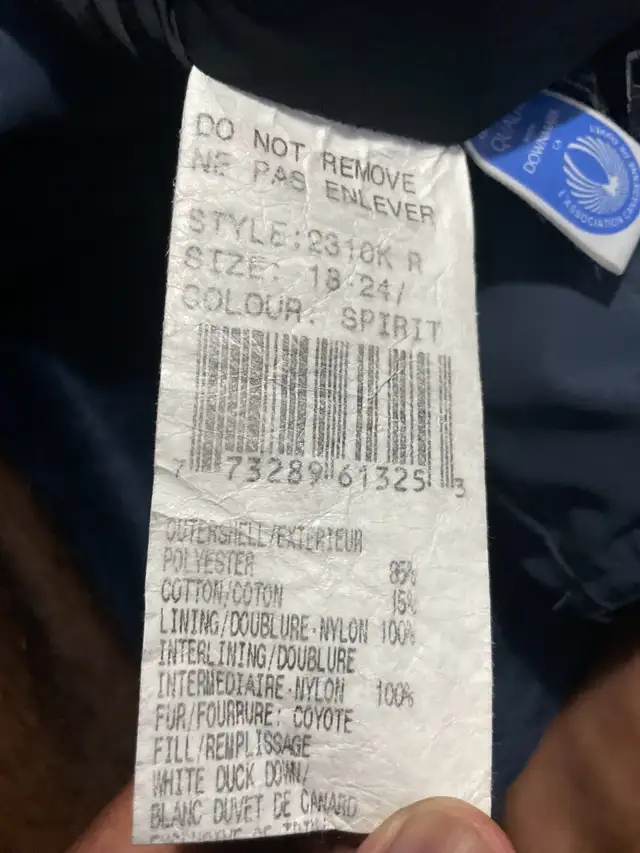 DO NOT REMOVE
NE PAS ENLEVER
STYLE: 2310K R
SIZE: 18-24/
COLOUR: SPIRIT
7 73289 61325 3
OUTERSHELL/EXTERIEUR
POLYESTER 85%
COTTON/COTON 15%
LINING/DOUBLURE-NYLON 100%
INTERLINING/DOUBLURE
INTERMEDIAIRE-NYLON 100%
FUR/FOURRURE: COYOTE
FILL/REMPLISSAGE
WHITE DUCK DOWN/
BLANC DUVET DE CANARD
L'ASSOCIATION